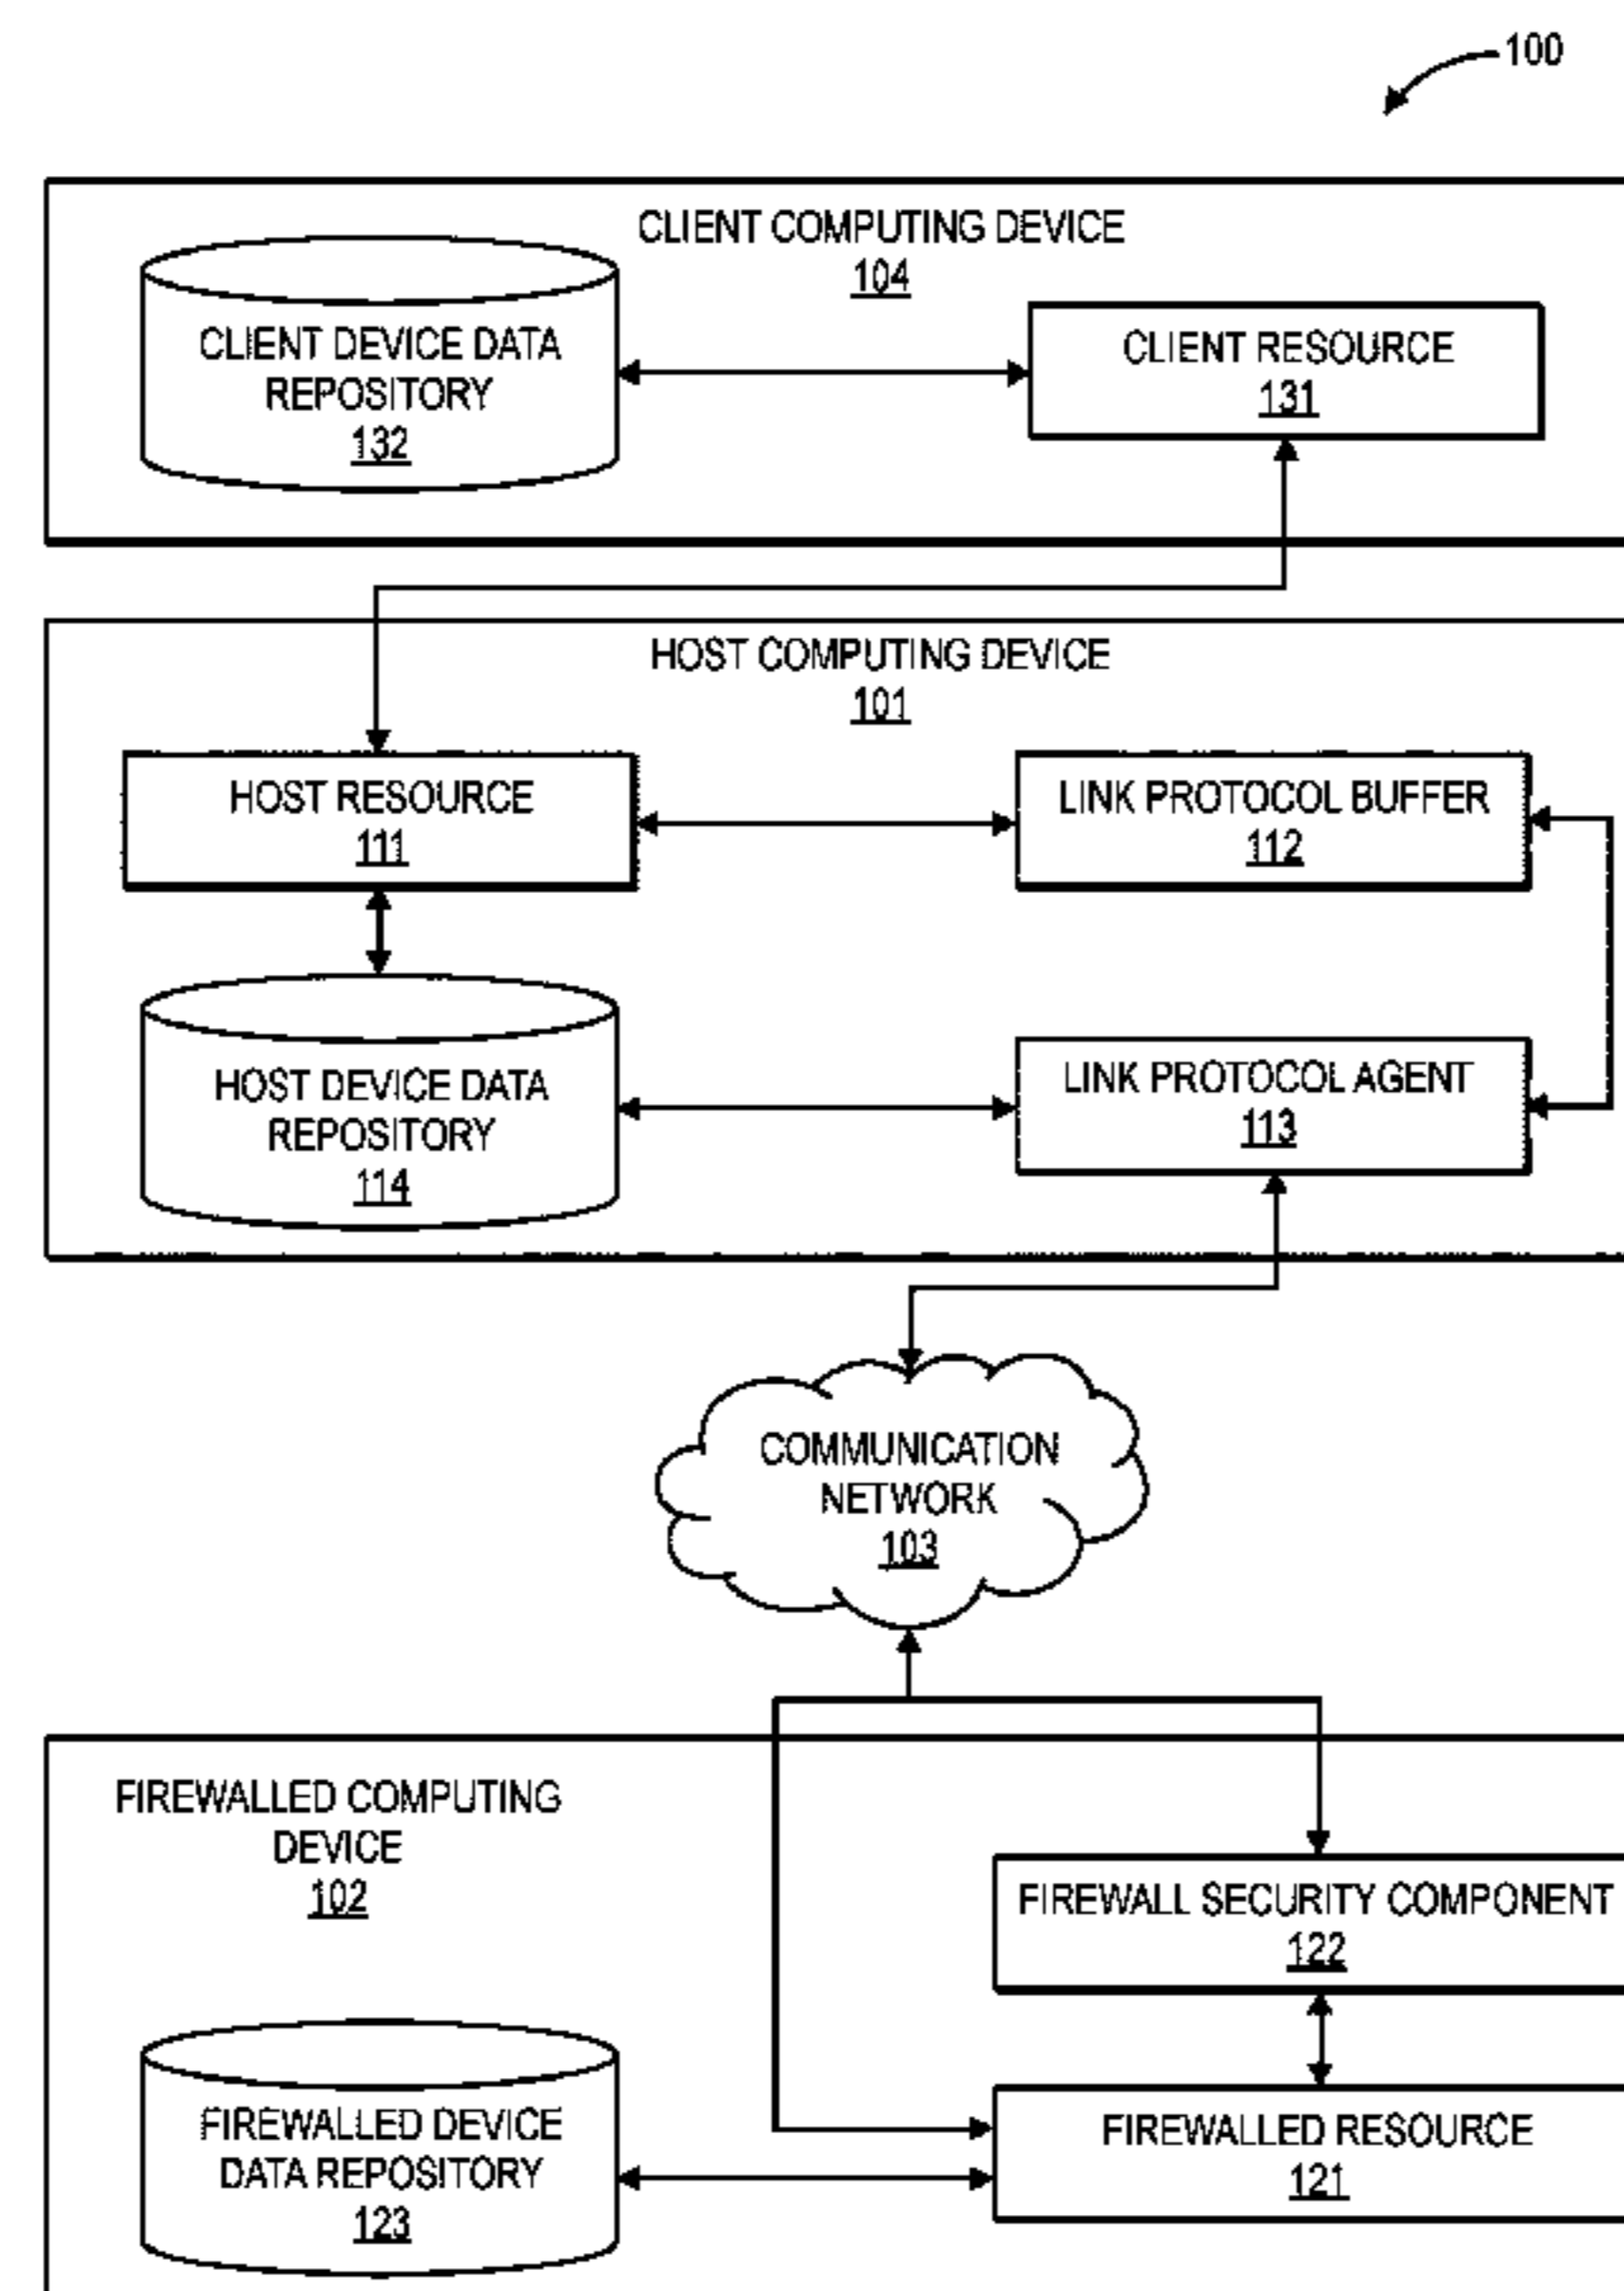 100
CLIENT COMPUTING DEVICE
104
CLIENT DEVICE DATA
REPOSITORY
132
CLIENT RESOURCE
131
HOST COMPUTING DEVICE
101
HOST RESOURCE
111
LINK PROTOCOL BUFFER
112
HOST DEVICE DATA
REPOSITORY
114
LINK PROTOCOL AGENT
113
COMMUNICATION
NETWORK
103
FIREWALLED COMPUTING
DEVICE
102
FIREWALL SECURITY COMPONENT
122
FIREWALLED DEVICE
DATA REPOSITORY
123
FIREWALLED RESOURCE
121